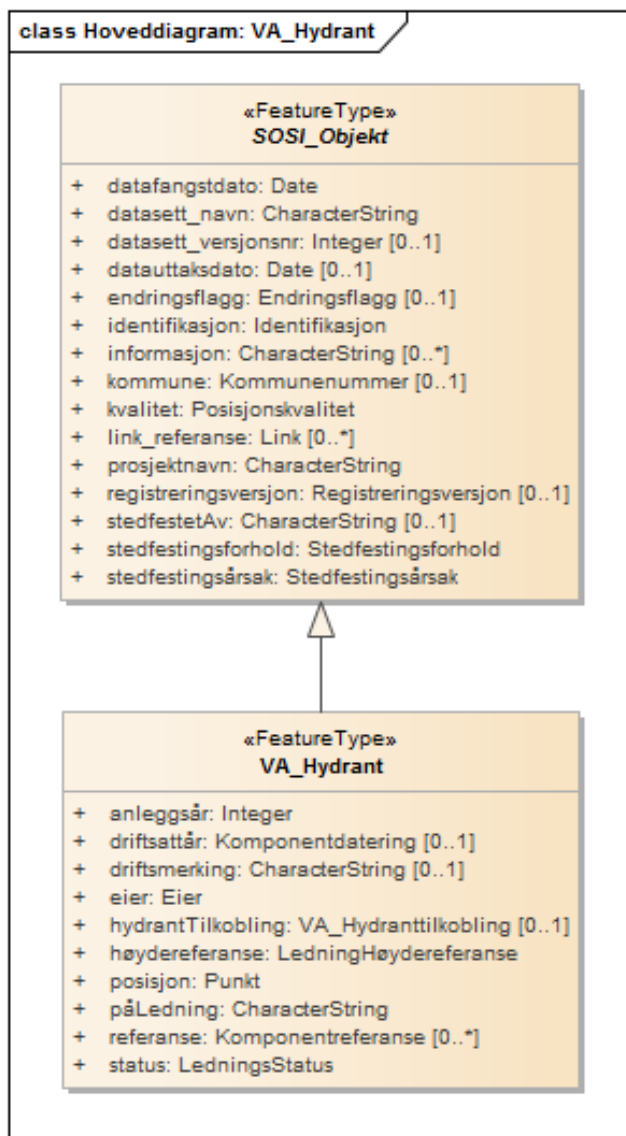 class Hoveddiagram: VA_Hydrant
«FeatureType»
SOSI_Objekt
+ datafangstdato: Date
+ datasett_navn: CharacterString
+ datasett_versjonsnr: Integer [0..1]
+ datauttaksdato: Date [0..1]
+ endringsflagg: Endringsflagg [0..1]
+ identifikasjon: Identifikasjon
+ informasjon: CharacterString [0..*]
+ kommune: Kommunenummer [0..1]
+ kvalitet: Posisjonskvalitet
+ link_referanse: Link [0..*]
+ prosjektnavn: CharacterString
+ registreringsversjon: Registreringsversjon [0..1]
+ stedfestetAv: CharacterString [0..1]
+ stedfestingsforhold: Stedfestingsforhold
+ stedfestingsårsak: Stedfestingsårsak
«FeatureType»
VA_Hydrant
+ anleggsår: Integer
+ driftsattår: Komponentdatering [0..1]
+ driftsmerking: CharacterString [0..1]
+ eier: Eier
+ hydrantTilkobling: VA_Hydranttilkobling [0..1]
+ høydereferanse: LedningHøydereferanse
+ posisjon: Punkt
+ påLedning: CharacterString
+ referanse: Komponentreferanse [0..*]
+ status: LedningsStatus